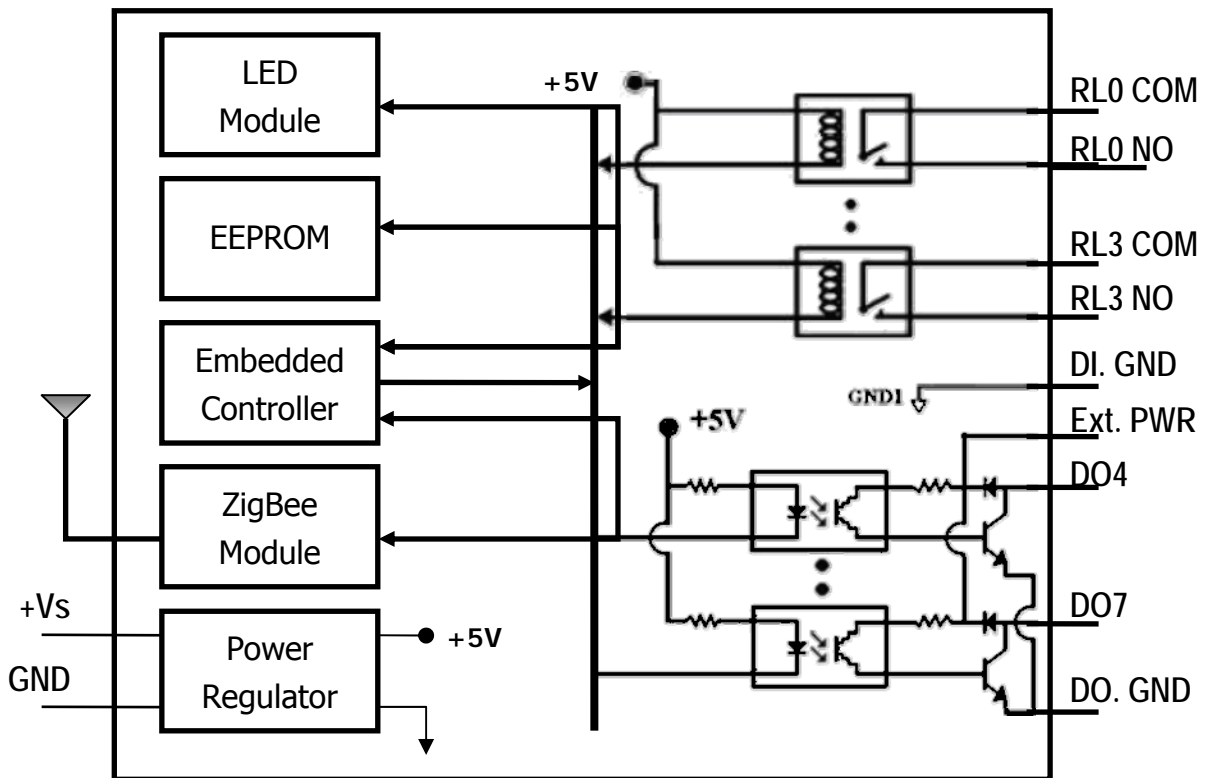 LED
Module
EEPROM
Embedded
Controller
ZigBee
Module
Power
Regulator
+Vs
GND
+5V
+5V
RL0 COM
RL0 NO
RL3 COM
RL3 NO
DI. GND
GND1
Ext. PWR
+5V
DO4
DO7
DO. GND